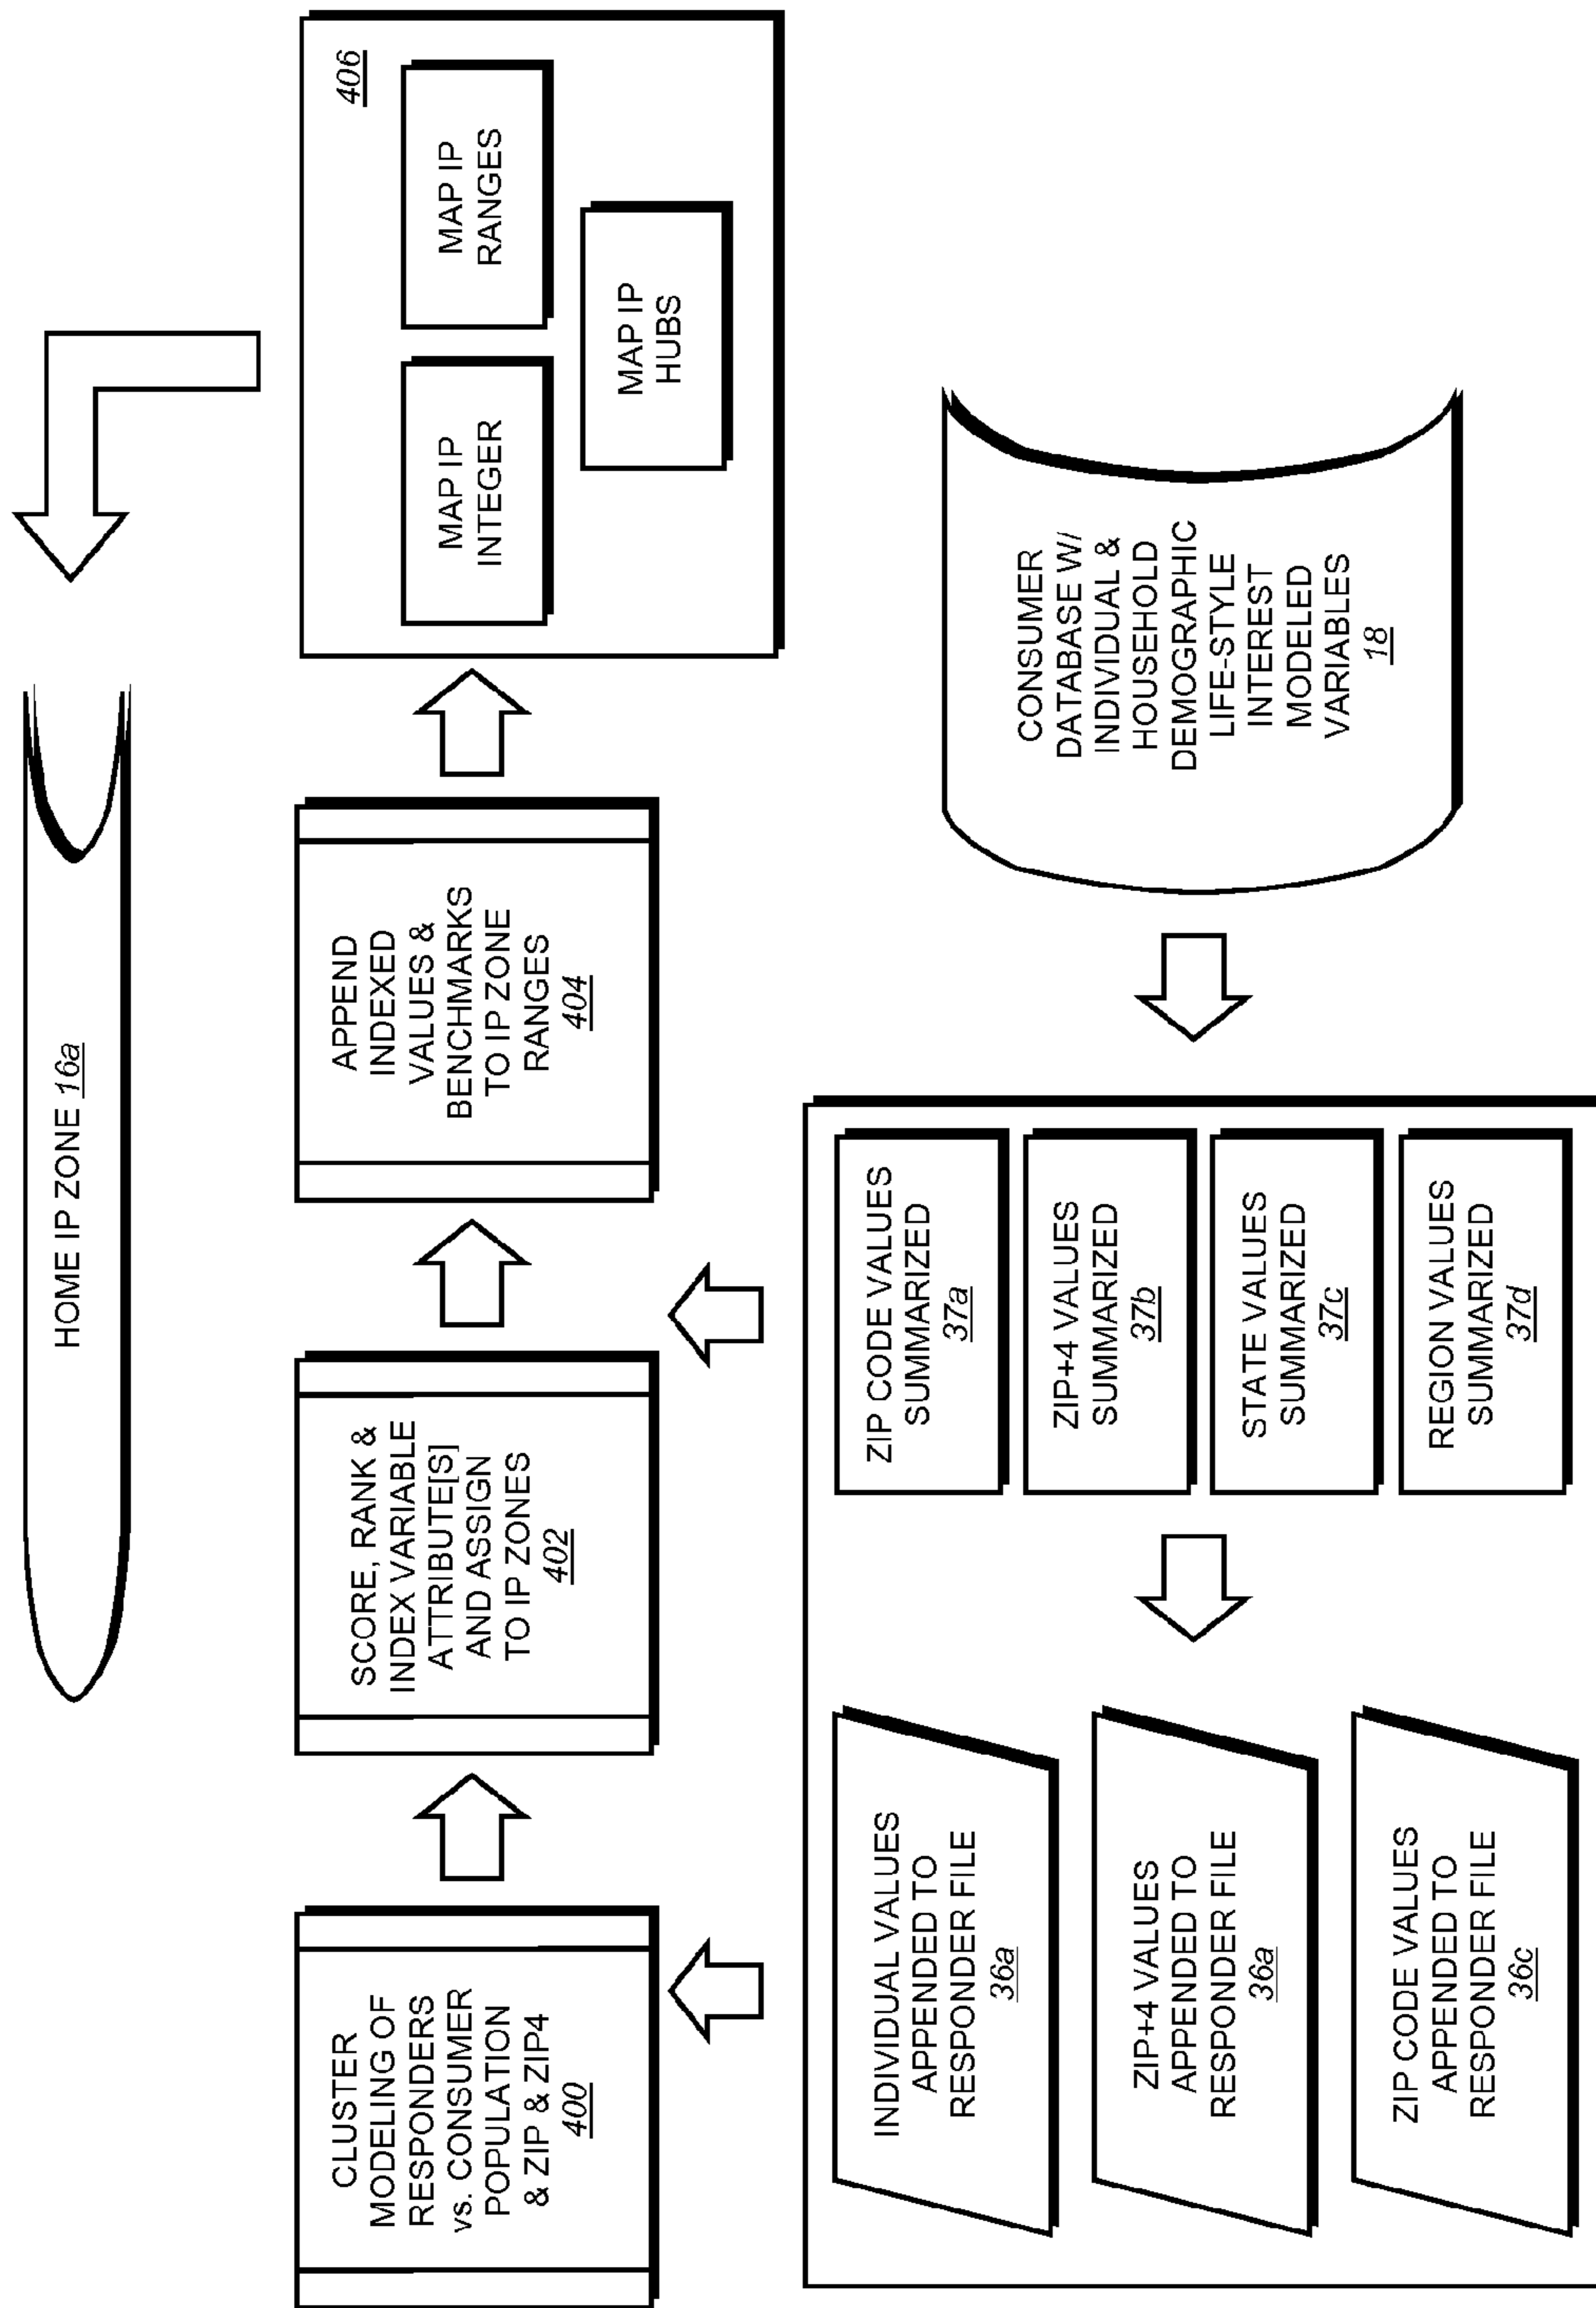 HOME IP ZONE 16a
CLUSTER
MODELING OF
RESPONDERS
vs. CONSUMER
POPULATION
& ZIP & ZIP4
400
SCORE, RANK &
INDEX VARIABLE
ATTRIBUTE[S]
AND ASSIGN
TO IP ZONES
402
APPEND
INDEXED
VALUES &
BENCHMARKS
TO IP ZONE
RANGES
404
406
MAP IP
INTEGER
MAP IP
RANGES
MAP IP
HUBS
INDIVIDUAL VALUES
APPENDED TO
RESPONDER FILE
36a
ZIP+4 VALUES
APPENDED TO
RESPONDER FILE
36a
ZIP CODE VALUES
APPENDED TO
RESPONDER FILE
36c
ZIP CODE VALUES
SUMMARIZED
37a
ZIP+4 VALUES
SUMMARIZED
37b
STATE VALUES
SUMMARIZED
37c
REGION VALUES
SUMMARIZED
37d
CONSUMER
DATABASE W/
INDIVIDUAL &
HOUSEHOLD
DEMOGRAPHIC
LIFE-STYLE
INTEREST
MODELED
VARIABLES
18